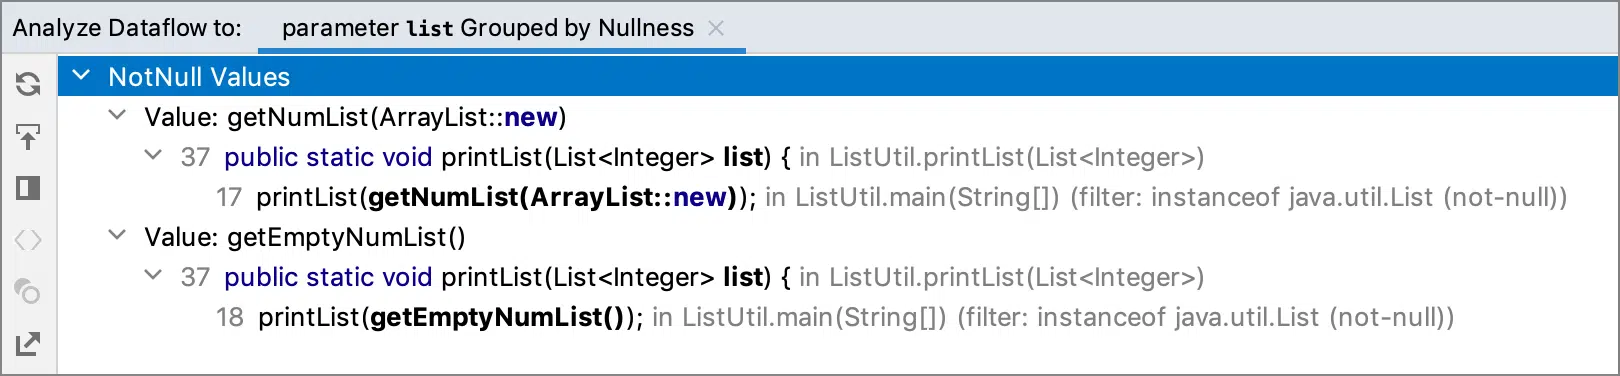 Analyze Dataflow to: parameter list Grouped by Nullness
NotNull Values
Value: getNumList(ArrayList::new)
37 public static void printList(List<Integer> list) { in ListUtil.printList(List<Integer>)
17 printList(getNumList(ArrayList::new)); in ListUtil.main(String[]) (filter: instanceof java.util.List (not-null))
Value: getEmptyNumList()
37 public static void printList(List<Integer> list) { in ListUtil.printList(List<Integer>)
18 printList(getEmptyNumList()); in ListUtil.main(String[]) (filter: instanceof java.util.List (not-null))